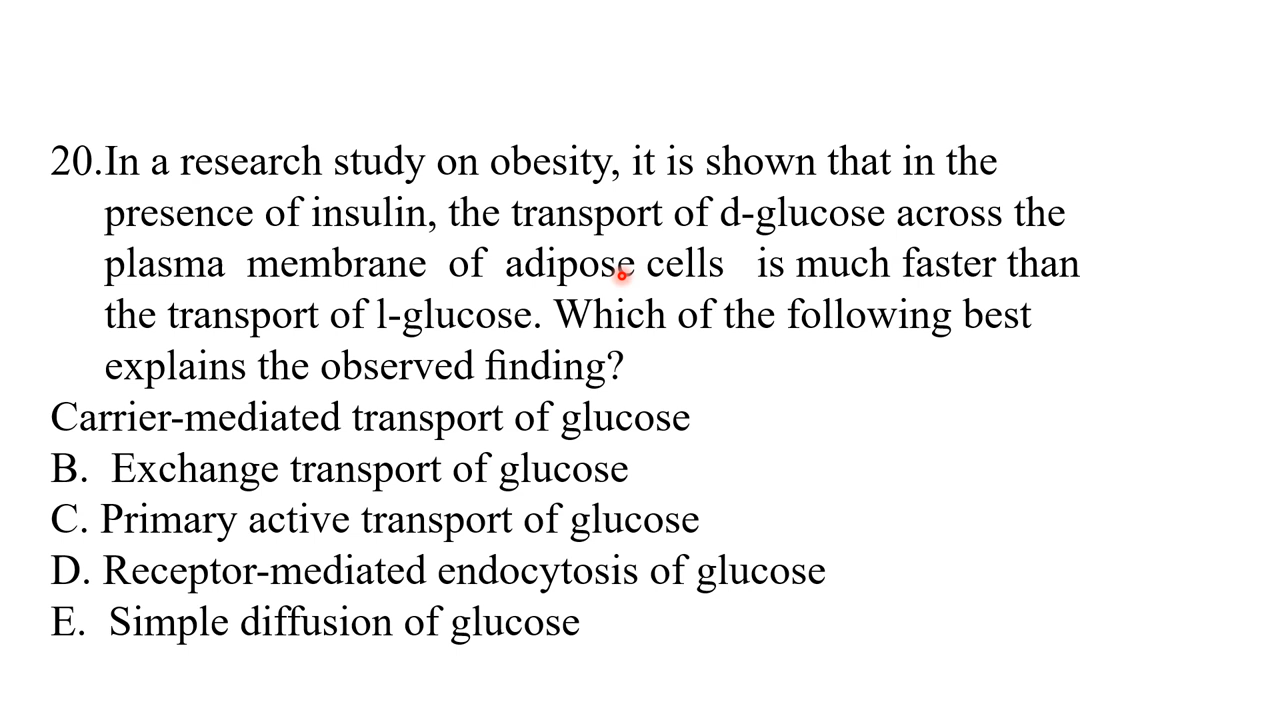 20.In a research study on obesity, it is shown that in the
presence of insulin, the transport of d-glucose across the
plasma membrane of adipose cells is much faster than
the transport of l-glucose. Which of the following best
explains the observed finding?
Carrier-mediated transport of glucose
B. Exchange transport of glucose
C. Primary active transport of glucose
D. Receptor-mediated endocytosis of glucose
E. Simple diffusion of glucose